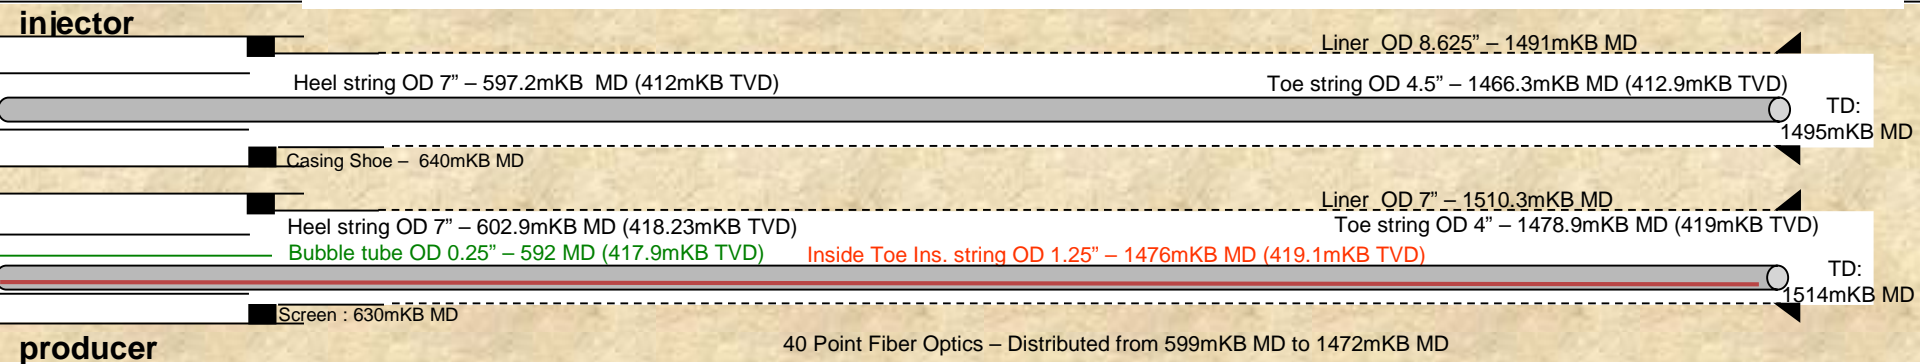 injector
Liner OD 8.625” – 1491mKB MD
Heel string OD 7” – 597.2mKB MD (412mKB TVD)
Toe string OD 4.5” – 1466.3mKB MD (412.9mKB TVD)
TD:
1495mKB MD
Casing Shoe – 640mKB MD
Liner OD 7” – 1510.3mKB MD
Heel string OD 7” – 602.9mKB MD (418.23mKB TVD)
Toe string OD 4” – 1478.9mKB MD (419mKB TVD)
Bubble tube OD 0.25” – 592 MD (417.9mKB TVD)
Inside Toe Ins. string OD 1.25” – 1476mKB MD (419.1mKB TVD)
TD:
1514mKB MD
Screen : 630mKB MD
40 Point Fiber Optics – Distributed from 599mKB MD to 1472mKB MD
producer